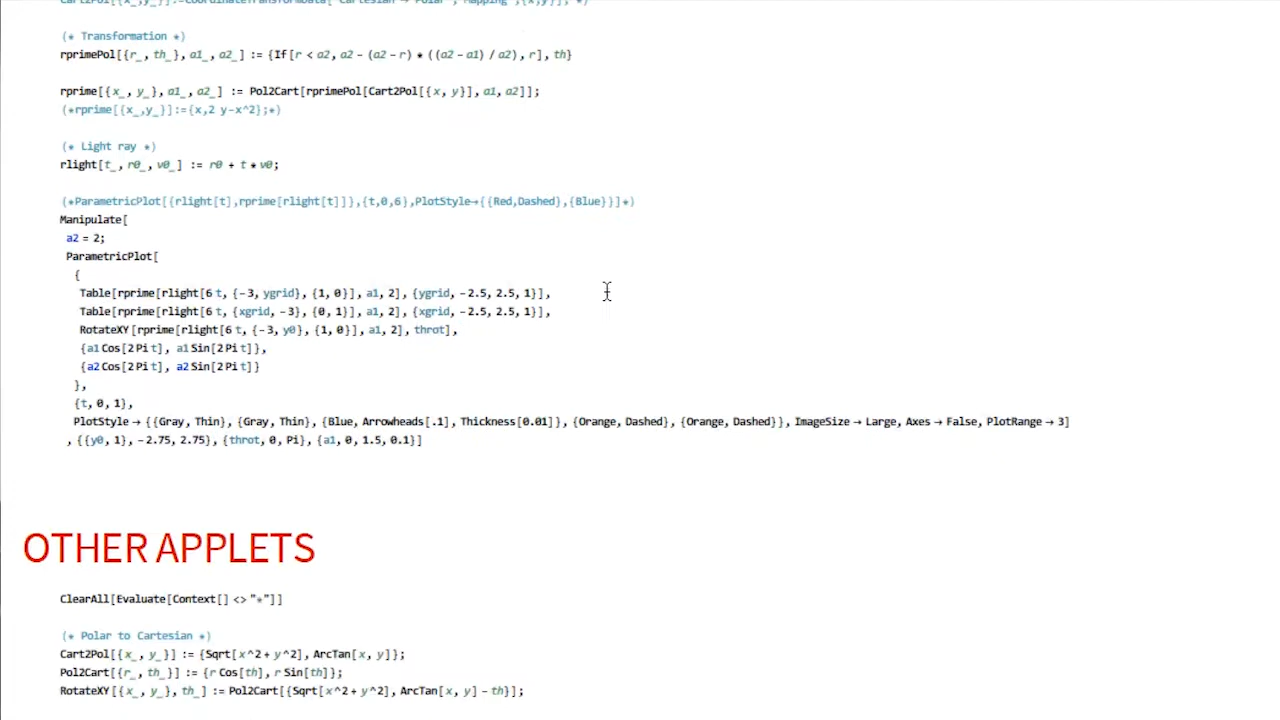 Cart2Pol[{x_,y_}]:=CoordinateTransformData["Cartesian"→"Polar","Mapping",{x,y}]; *)
(* Transformation *)
rprimePol[{r_, th_}, a1_, a2_] := {If[r < a2, a2 - (a2 - r) * ((a2 - a1) / a2), r], th}
rprime[{x_, y_}, a1_, a2_] := Pol2Cart[rprimePol[Cart2Pol[{x, y}], a1, a2]];
(*rprime[{x_,y_}]:={x,2 y-x^2};*)
(* Light ray *)
rlight[t_, r0_, v0_] := r0 + t * v0;
(*ParametricPlot[{rlight[t],rprime[rlight[t]]},{t,0,6},PlotStyle→{{Red,Dashed},{Blue}}]*)
Manipulate[
a2 = 2;
ParametricPlot[
{
Table[rprime[rlight[6 t, {-3, ygrid}, {1, 0}], a1, 2], {ygrid, -2.5, 2.5, 1}],
Table[rprime[rlight[6 t, {xgrid, -3}, {0, 1}], a1, 2], {xgrid, -2.5, 2.5, 1}],
RotateXY[rprime[rlight[6 t, {-3, y0}, {1, 0}], a1, 2], throt],
{a1 Cos[2 Pi t], a1 Sin[2 Pi t]},
{a2 Cos[2 Pi t], a2 Sin[2 Pi t]}
},
{t, 0, 1},
PlotStyle → {{Gray, Thin}, {Gray, Thin}, {Blue, Arrowheads[.1], Thickness[0.01]}, {Orange, Dashed}, {Orange, Dashed}}, ImageSize → Large, Axes → False, PlotRange → 3]
, {{y0, 1}, -2.75, 2.75}, {throt, 0, Pi}, {a1, 0, 1.5, 0.1}]
OTHER APPLETS
ClearAll[Evaluate[Context[] <> "*"]]
(* Polar to Cartesian *)
Cart2Pol[{x_, y_}] := {Sqrt[x^2 + y^2], ArcTan[x, y]};
Pol2Cart[{r_, th_}] := {r Cos[th], r Sin[th]};
RotateXY[{x_, y_}, th_] := Pol2Cart[{Sqrt[x^2 + y^2], ArcTan[x, y] - th}];